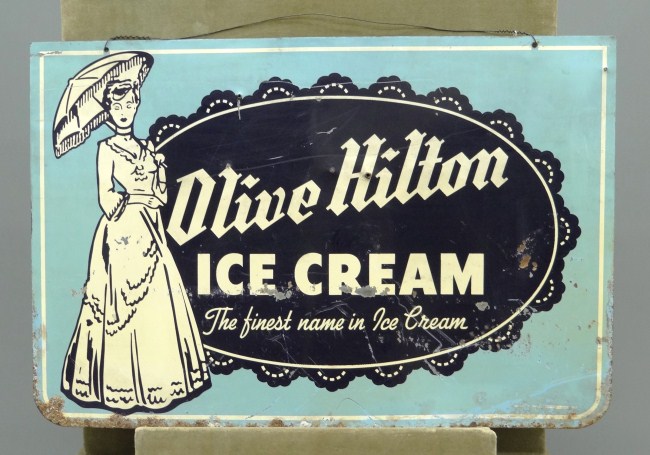 Olive Hilton
ICE CREAM
The finest name in Ice Cream